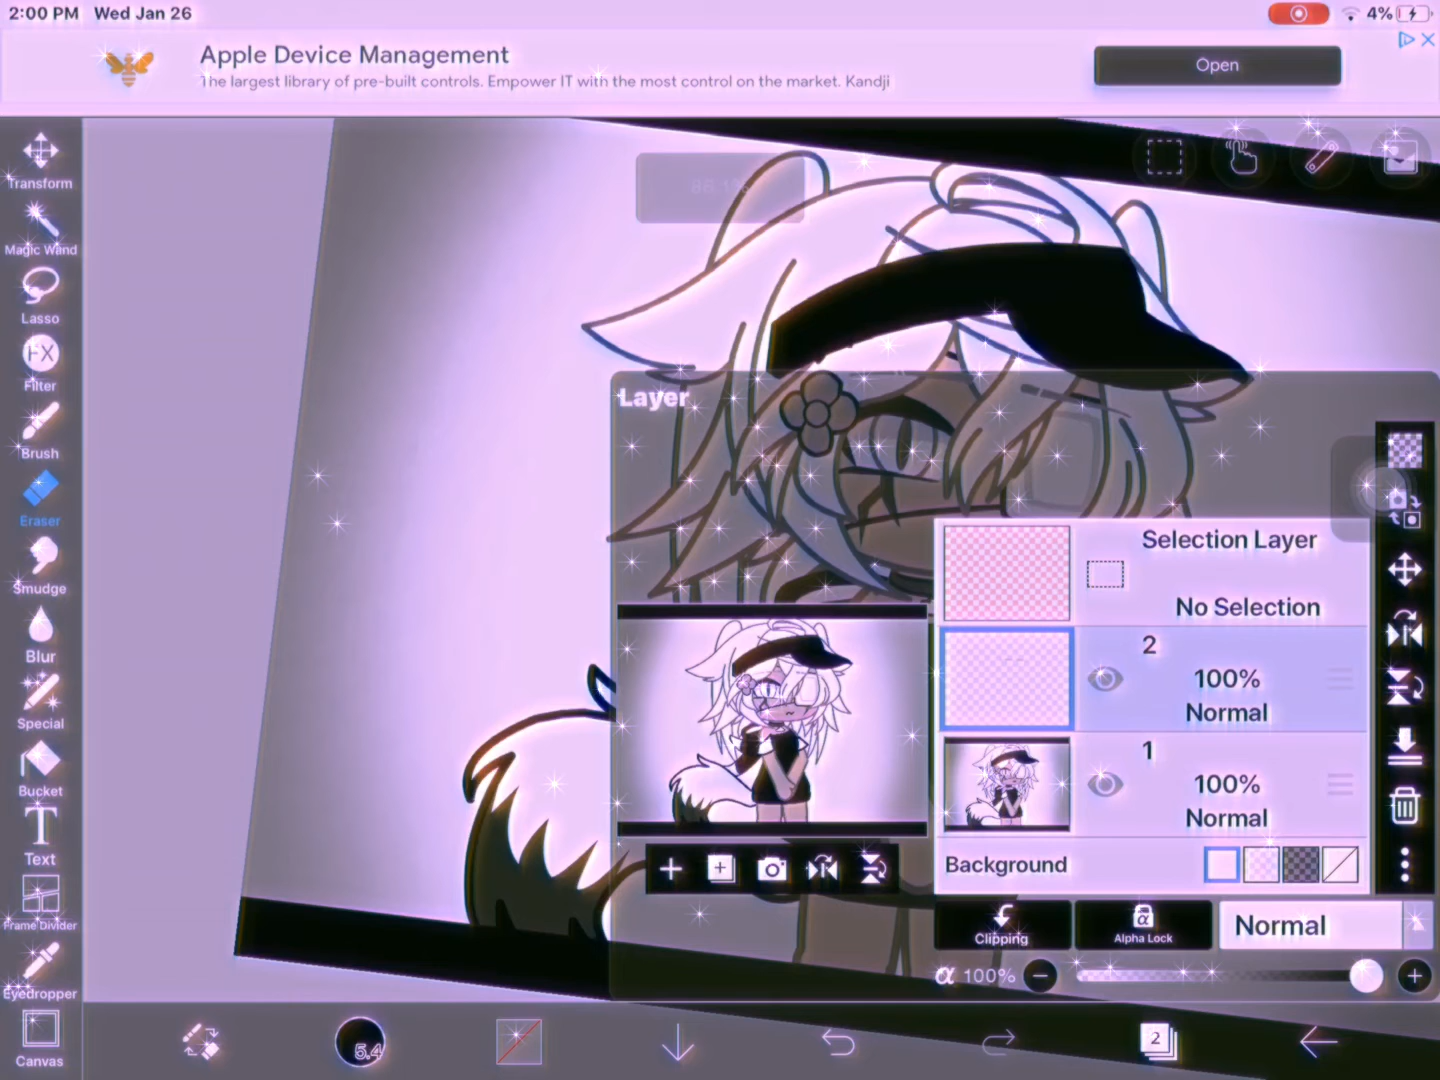 2:00 PM Wed Jan 26
4%
Apple Device Management
The largest library of pre-built controls. Empower IT with the most control on the market. Kandji
Open
Transform
Magic Wand
Lasso
FX
Filter
Brush
Eraser
Smudge
Blur
Special
Bucket
T
Text
Frame Divider
Eyedropper
Canvas
Layer
Selection Layer
No Selection
2
100%
Normal
1
100%
Normal
Background
Clipping
α
Alpha Lock
Normal
α 100%
5.4
2